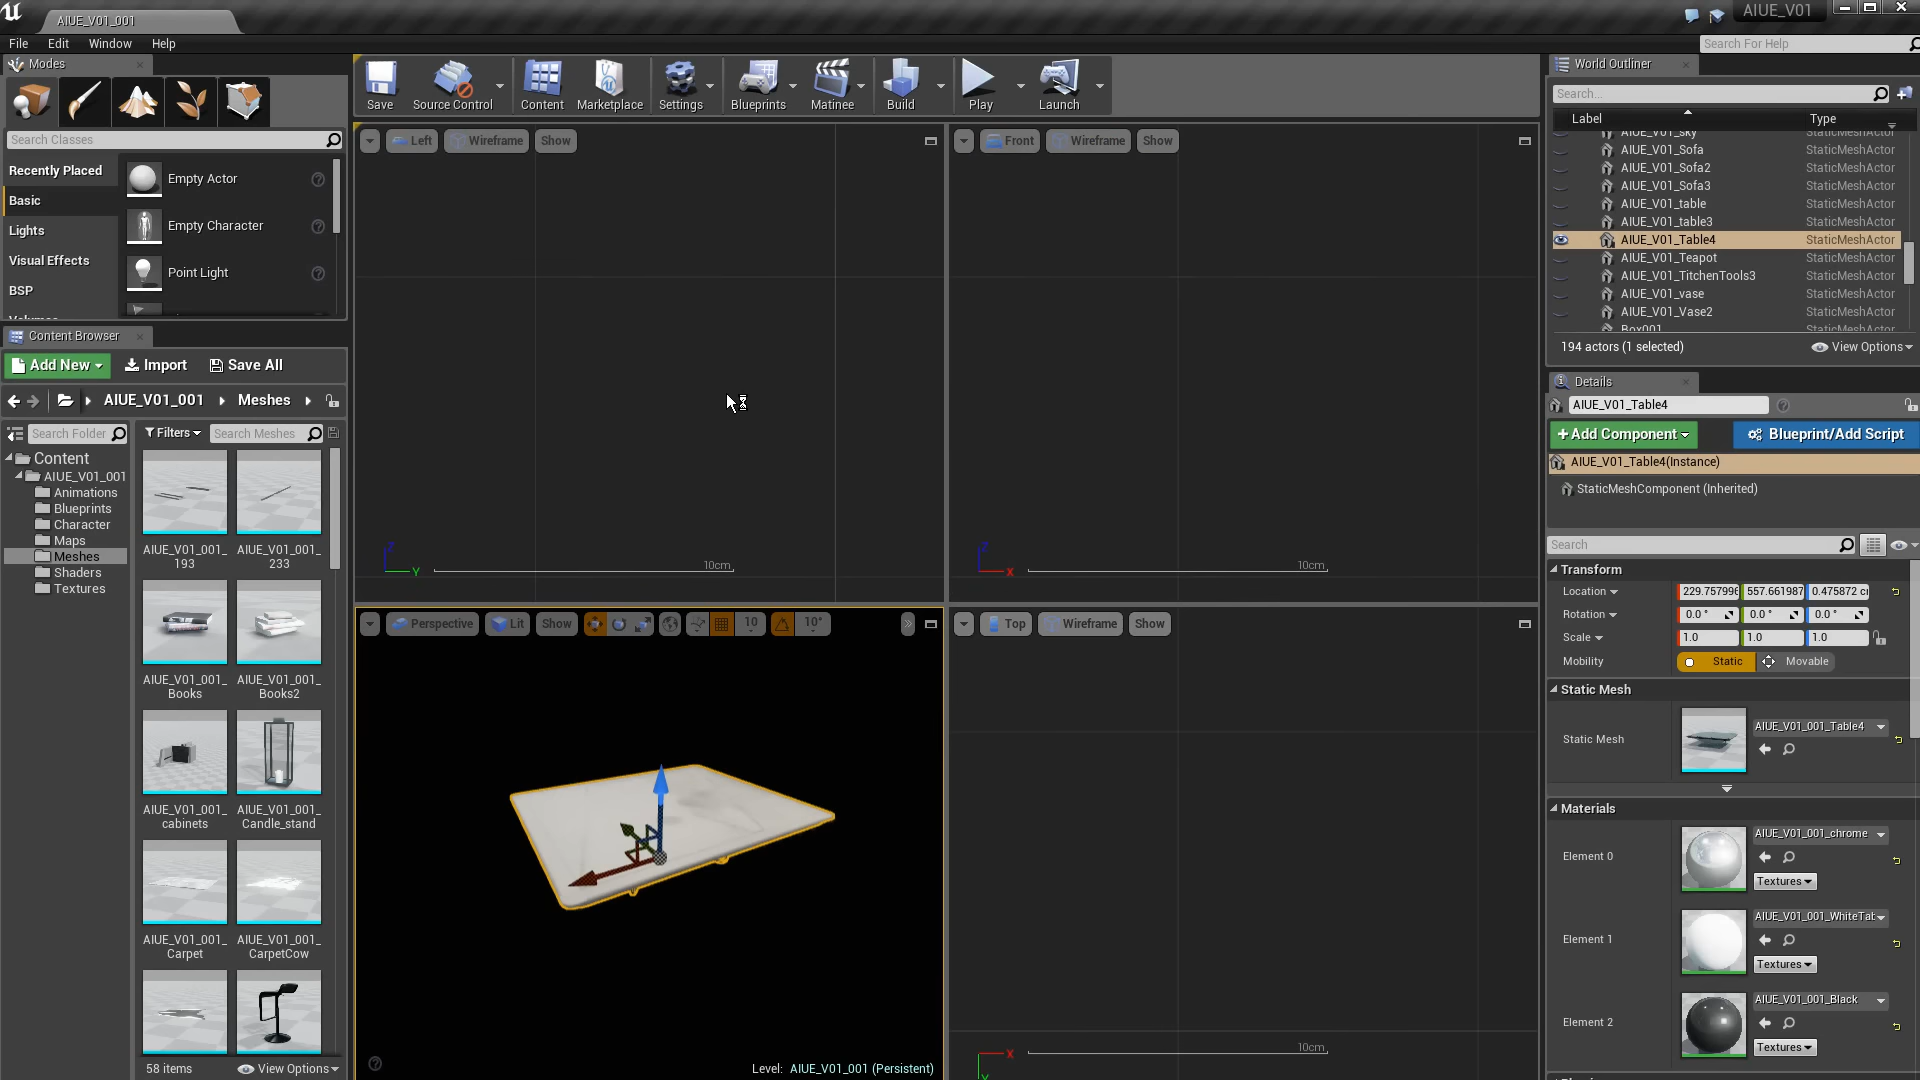 AIUE_V01_001
AIUE_V01
File Edit Window Help
Search For Help
Modes
Search Classes
Recently Placed
Basic
Lights
Visual Effects
BSP
Empty Actor
Empty Character
Point Light
Save
Source Control
Content
Marketplace
Settings
Blueprints
Matinee
Build
Play
Launch
Left Wireframe Show
Front Wireframe Show
Z
Y
10cm
Z
X
10cm
Perspective Lit Show 10 10°
Top Wireframe Show
X
10cm
Y
Level: AIUE_V01_001 (Persistent)
Content Browser
Add New Import Save All
AIUE_V01_001 Meshes
Search Folder
Filters Search Meshes
Content
AIUE_V01_001
Animations
Blueprints
Character
Maps
Meshes
Shaders
Textures
AIUE_V01_001_
193
AIUE_V01_001_
233
AIUE_V01_001_
Books
AIUE_V01_001_
Books2
AIUE_V01_001_
cabinets
AIUE_V01_001_
Candle_stand
AIUE_V01_001_
Carpet
AIUE_V01_001_
CarpetCow
58 items View Options
World Outliner
Search...
Label Type
AIUE_V01_sky StaticMeshActor
AIUE_V01_Sofa StaticMeshActor
AIUE_V01_Sofa2 StaticMeshActor
AIUE_V01_Sofa3 StaticMeshActor
AIUE_V01_table StaticMeshActor
AIUE_V01_table3 StaticMeshActor
AIUE_V01_Table4 StaticMeshActor
AIUE_V01_Teapot StaticMeshActor
AIUE_V01_TitchenTools3 StaticMeshActor
AIUE_V01_vase StaticMeshActor
AIUE_V01_Vase2 StaticMeshActor
Box001 StaticMeshActor
194 actors (1 selected) View Options
Details
AIUE_V01_Table4
+Add Component Blueprint/Add Script
AIUE_V01_Table4(Instance)
StaticMeshComponent (Inherited)
Search
Transform
Location 229.757996 557.661987 0.475872 c
Rotation 0.0 ° 0.0 ° 0.0 °
Scale 1.0 1.0 1.0
Mobility Static Movable
Static Mesh
Static Mesh AIUE_V01_001_Table4
Materials
Element 0 AIUE_V01_001_chrome
Textures
Element 1 AIUE_V01_001_WhiteTab
Textures
Element 2 AIUE_V01_001_Black
Textures